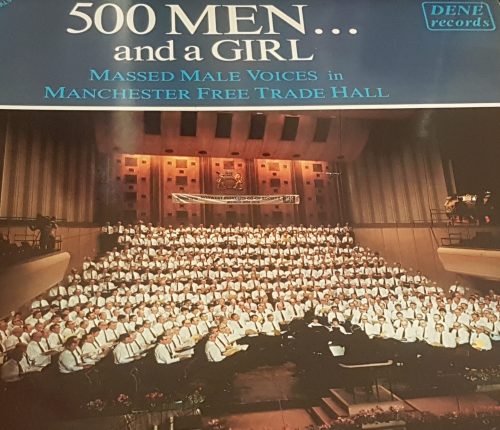 500 MEN...
and a GIRL
MASSED MALE VOICES in
MANCHESTER FREE TRADE HALL
DENE
records